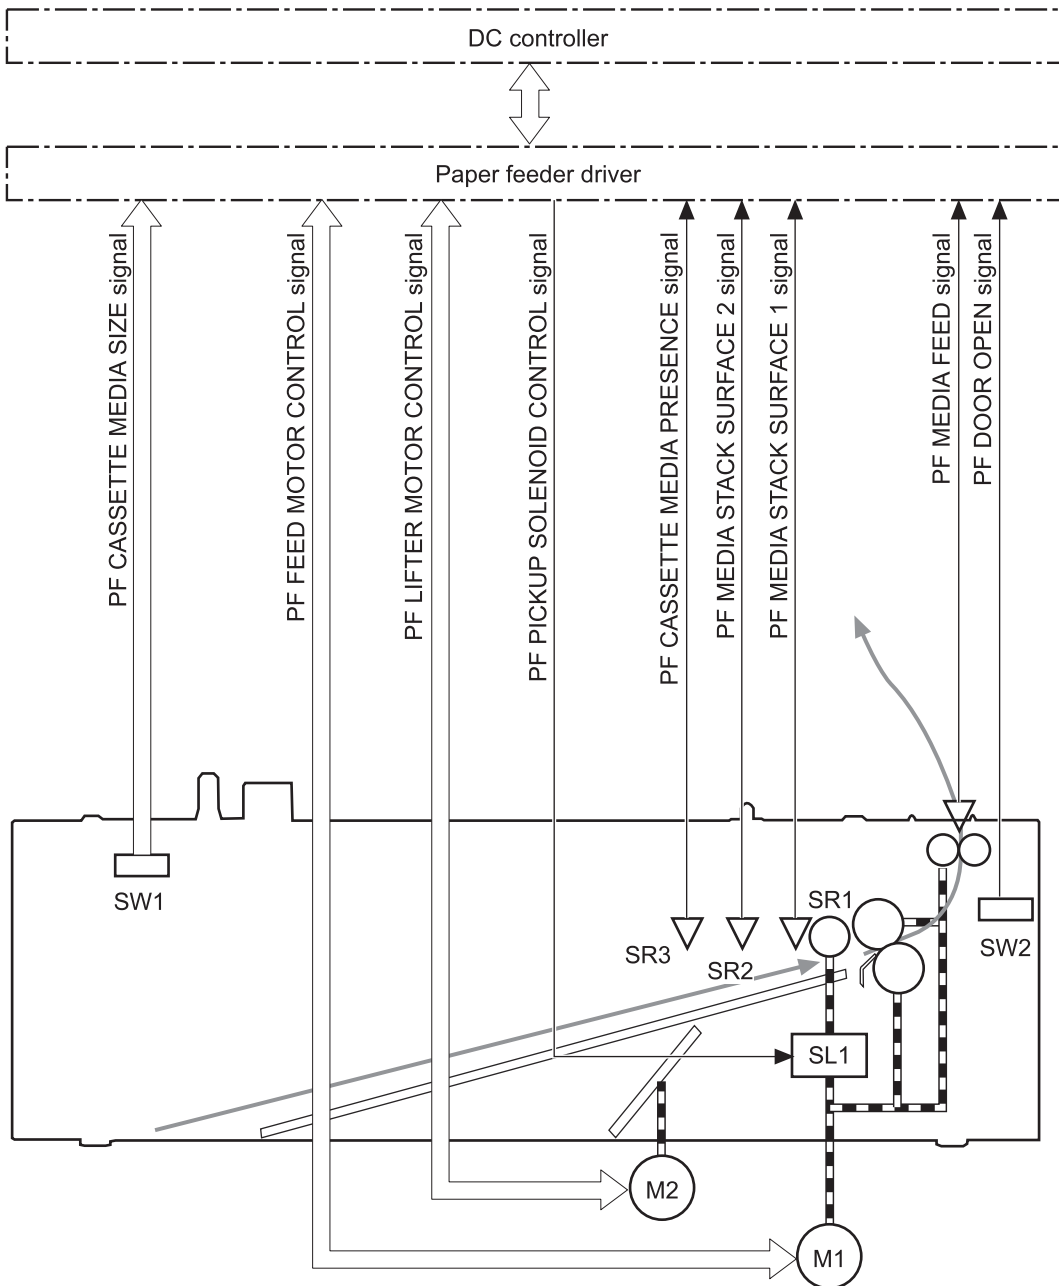 DC controller
Paper feeder driver
PF CASSETTE MEDIA SIZE signal
PF FEED MOTOR CONTROL signal
PF LIFTER MOTOR CONTROL signal
PF PICKUP SOLENOID CONTROL signal
PF CASSETTE MEDIA PRESENCE signal
PF MEDIA STACK SURFACE 2 signal
PF MEDIA STACK SURFACE 1 signal
PF MEDIA FEED signal
PF DOOR OPEN signal
SW1
SR1
SR3
SR2
SW2
SL1
M2
M1